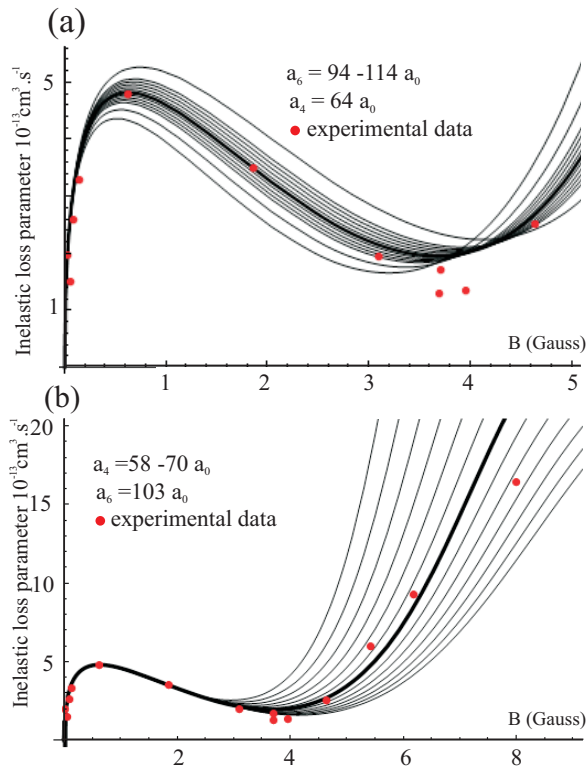 (a)
Inelastic loss parameter 10⁻¹³cm³.s⁻¹
5
1
a₆ = 94 -114 a₀
a₄ = 64 a₀
experimental data
B (Gauss)
1 2 3 4 5
(b)
Inelastic loss parameter 10⁻¹³cm³.s⁻¹
20
15
10
5
0
a₄ =58 -70 a₀
a₆ =103 a₀
experimental data
B (Gauss)
2 4 6 8